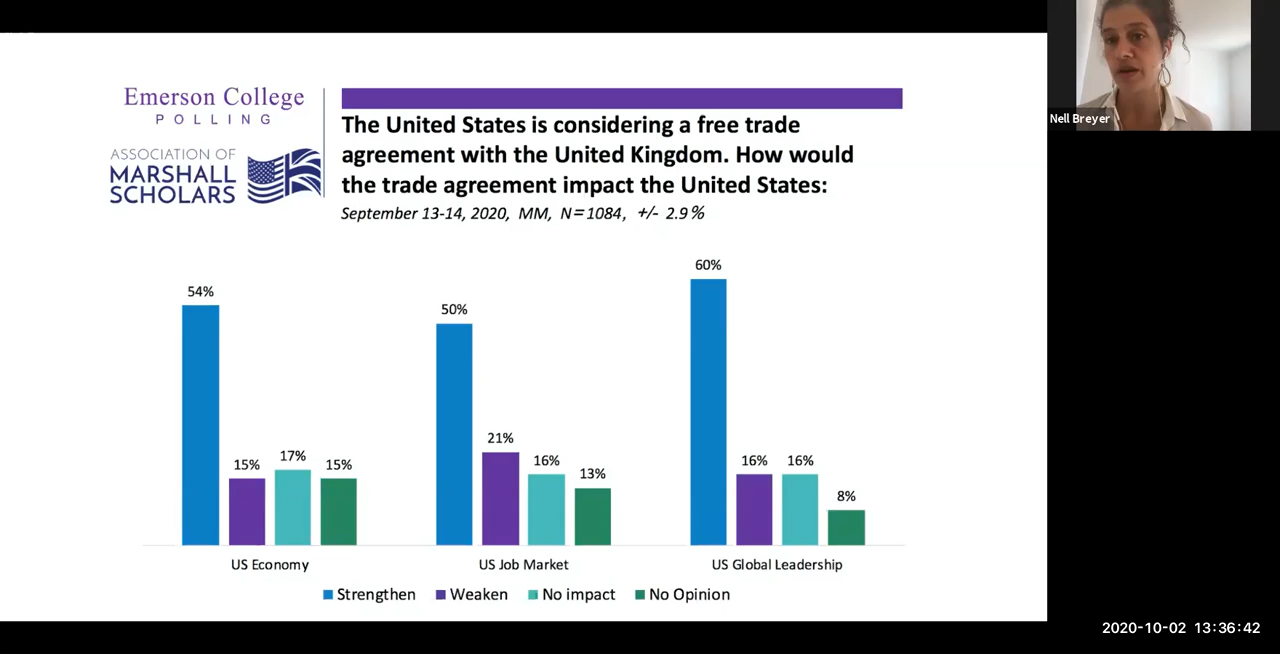 Emerson College
POLLING
ASSOCIATION OF
MARSHALL
SCHOLARS
The United States is considering a free trade
agreement with the United Kingdom. How would
the trade agreement impact the United States:
September 13-14, 2020, MM, N=1084, +/- 2.9%
Nell Breyer
54%
15%
17%
15%
50%
21%
16%
13%
60%
16%
16%
8%
US Economy
US Job Market
US Global Leadership
Strengthen
Weaken
No impact
No Opinion
2020-10-02 13:36:42